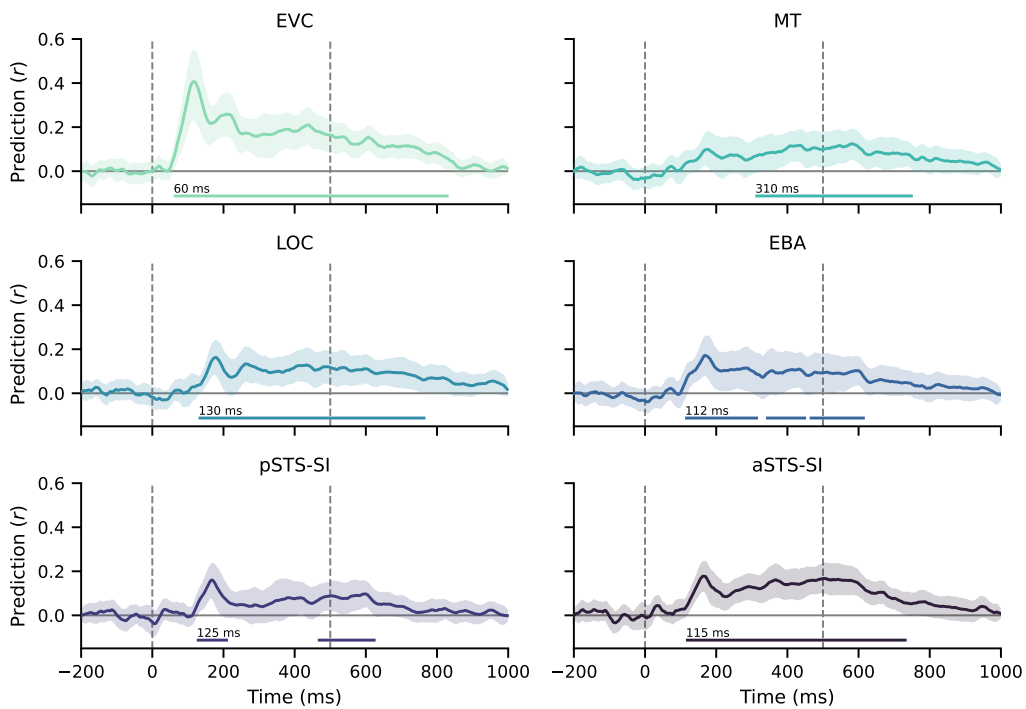 EVC
MT
Prediction (r)
0.6
0.4
0.2
0.0
60 ms
310 ms
LOC
EBA
Prediction (r)
0.6
0.4
0.2
0.0
130 ms
112 ms
pSTS-SI
aSTS-SI
Prediction (r)
0.6
0.4
0.2
0.0
125 ms
115 ms
−200 0 200 400 600 800 1000
−200 0 200 400 600 800 1000
Time (ms)
Time (ms)